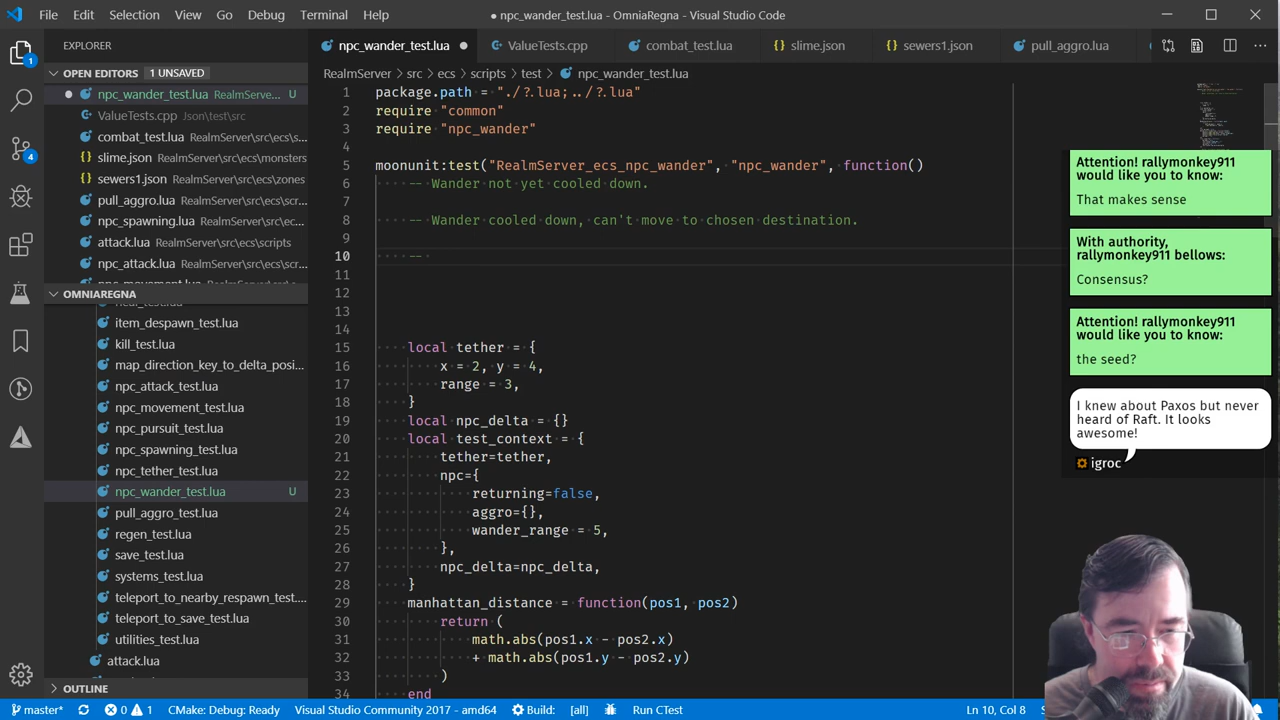 File Edit Selection View Go Debug Terminal Help
● npc_wander_test.lua - OmniaRegna - Visual Studio Code
EXPLORER
npc_wander_test.lua ●
ValueTests.cpp
combat_test.lua
slime.json
sewers1.json
pull_aggro.lua
RealmServer > src > ecs > scripts > test > npc_wander_test.lua
OPEN EDITORS 1 UNSAVED
● npc_wander_test.lua RealmServe... U
ValueTests.cpp Json\test\src
combat_test.lua RealmServer\src\ecs\s...
slime.json RealmServer\src\ecs\monsters
sewers1.json RealmServer\src\ecs\zones
pull_aggro.lua RealmServer\src\ecs\scr...
npc_spawning.lua RealmServer\src\ec...
attack.lua RealmServer\src\ecs\scripts
npc_attack.lua RealmServer\src\ecs\scr...
OMNIAREGNA
item_despawn_test.lua
kill_test.lua
map_direction_key_to_delta_posi...
npc_attack_test.lua
npc_movement_test.lua
npc_pursuit_test.lua
npc_spawning_test.lua
npc_tether_test.lua
npc_wander_test.lua U
pull_aggro_test.lua
regen_test.lua
save_test.lua
systems_test.lua
teleport_to_nearby_respawn_test....
teleport_to_save_test.lua
utilities_test.lua
attack.lua
OUTLINE
1 package.path = "./?.lua;../?.lua"
2 require "common"
3 require "npc_wander"
4
5 moonunit:test("RealmServer_ecs_npc_wander", "npc_wander", function()
6 -- Wander not yet cooled down.
7
8 -- Wander cooled down, can't move to chosen destination.
9
10 --
11
12
13
14
15 local tether = {
16 x = 2, y = 4,
17 range = 3,
18 }
19 local npc_delta = {}
20 local test_context = {
21 tether=tether,
22 npc={
23 returning=false,
24 aggro={},
25 wander_range = 5,
26 },
27 npc_delta=npc_delta,
28 }
29 manhattan_distance = function(pos1, pos2)
30 return (
31 math.abs(pos1.x - pos2.x)
32 + math.abs(pos1.y - pos2.y)
33 )
34 end
Attention! rallymonkey911
would like you to know:
That makes sense
With authority,
rallymonkey911 bellows:
Consensus?
Attention! rallymonkey911
would like you to know:
the seed?
I knew about Paxos but never
heard of Raft. It looks
awesome!
igroc
1
4
master* 0 1 CMake: Debug: Ready Visual Studio Community 2017 - amd64 Build: [all] Run CTest Ln 10, Col 8